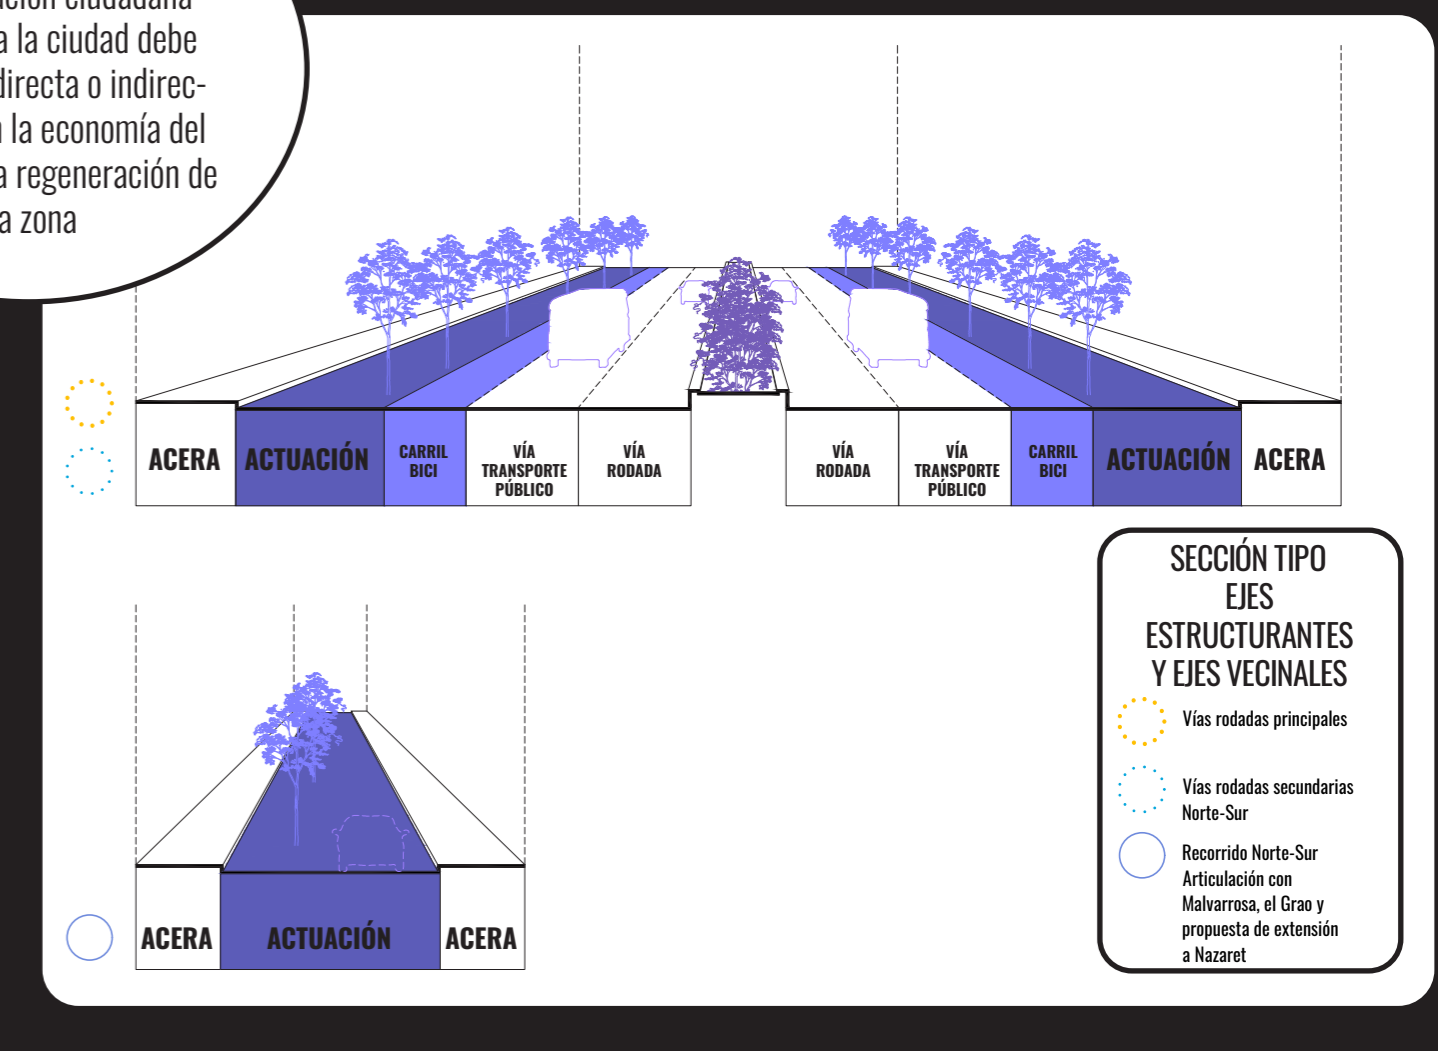 ciudadana
a la ciudad debe
directa o indirec-
la economía del
a regeneración de
a zona
ACERA
ACTUACIÓN
CARRIL
BICI
VÍA
TRANSPORTE
PÚBLICO
VÍA
RODADA
VÍA
RODADA
VÍA
TRANSPORTE
PÚBLICO
CARRIL
BICI
ACTUACIÓN
ACERA
SECCIÓN TIPO
EJES
ESTRUCTURANTES
Y EJES VECINALES
Vías rodadas principales
Vías rodadas secundarias
Norte-Sur
Recorrido Norte-Sur
Articulación con
Malvarrosa, el Grao y
propuesta de extensión
a Nazaret
ACERA
ACTUACIÓN
ACERA